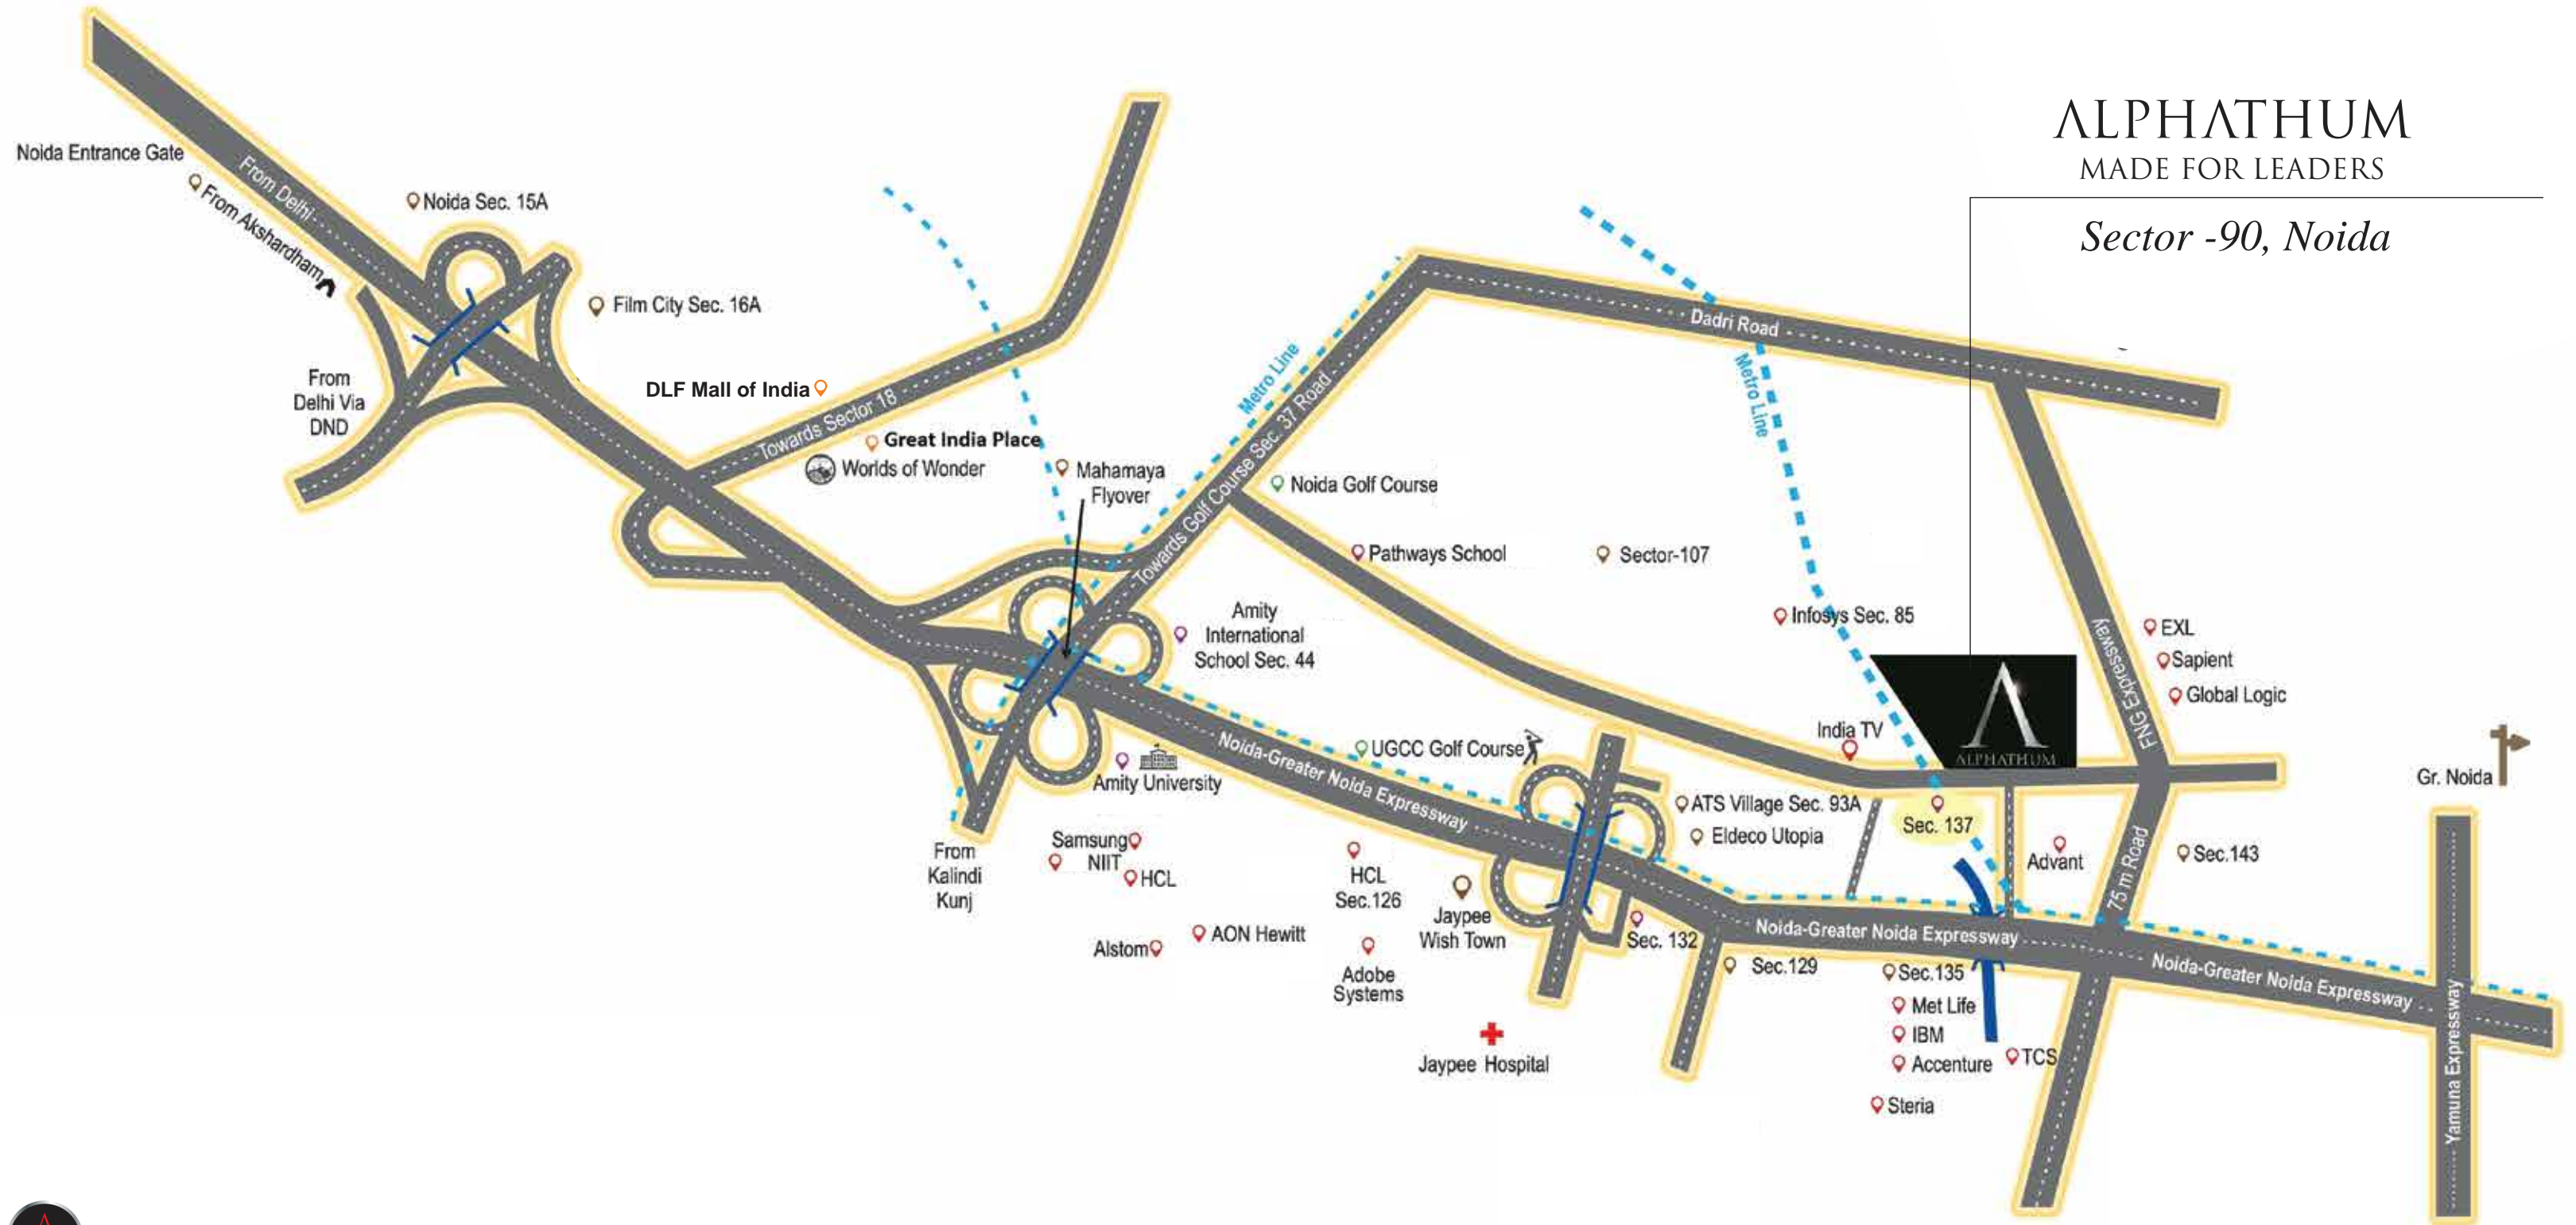 ALPHATHUM
MADE FOR LEADERS
Sector -90, Noida
Noida Entrance Gate
From Delhi
From Akshardham
Noida Sec. 15A
Film City Sec. 16A
From
Delhi Via
DND
DLF Mall of India
Towards Sector 18
Great India Place
Worlds of Wonder
Mahamaya
Flyover
Metro Line
Towards Golf Course Sec. 37 Road
Dadri Road
Metro Line
Noida Golf Course
Pathways School
Sector-107
Amity
International
School Sec. 44
Infosys Sec. 85
FNG Expressway
EXL
Sapient
Global Logic
India TV
ALPHATHUM
UGCC Golf Course
Noida-Greater Noida Expressway
Amity University
Gr. Noida
ATS Village Sec. 93A
Eldeco Utopia
Sec. 137
Advant
75 m Road
Sec.143
From
Kalindi
Kunj
Samsung
NIIT
HCL
HCL
Sec.126
Jaypee
Wish Town
Alstom
AON Hewitt
Adobe
Systems
Sec. 132
Noida-Greater Noida Expressway
Noida-Greater Noida Expressway
Sec.129
Sec.135
Met Life
IBM
Accenture
TCS
Steria
Jaypee Hospital
Yamuna Expressway